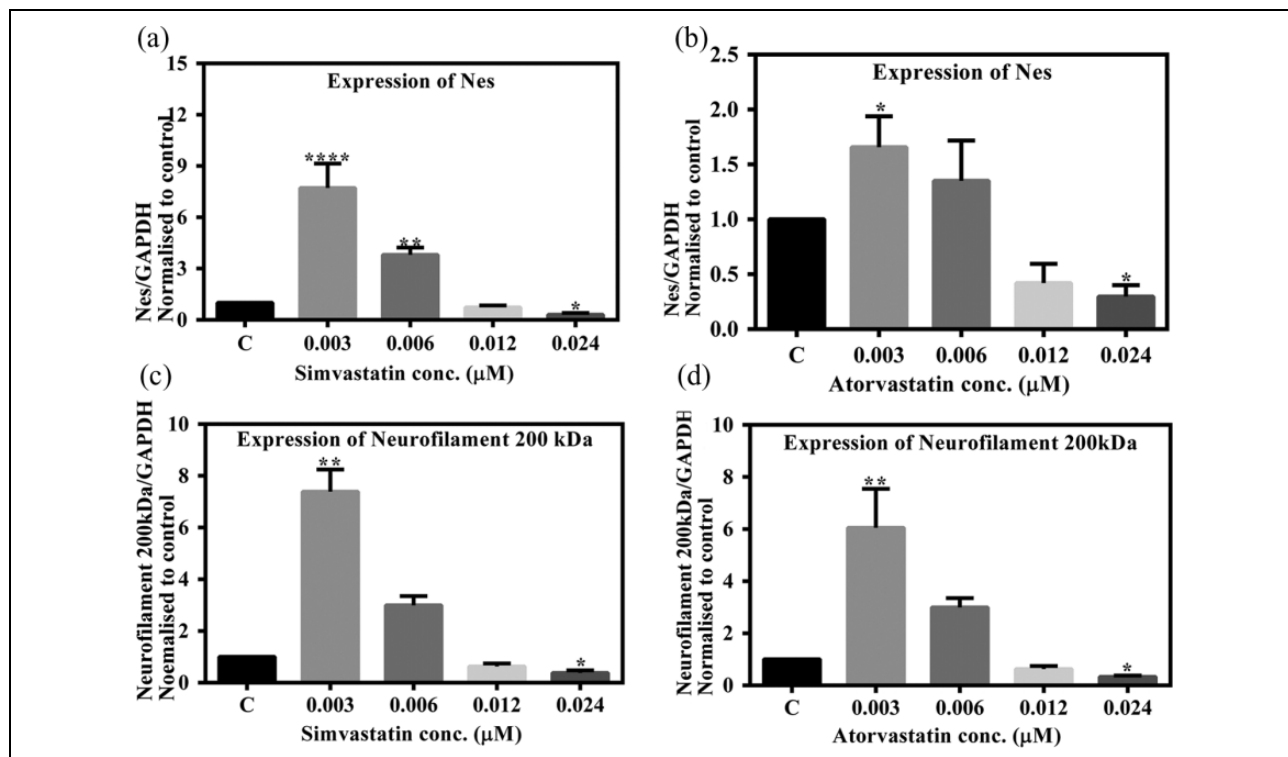 (a)
Expression of Nes
Nes/GAPDH
Normalised to control
15
12
9
6
3
0
****
**
*
C 0.003 0.006 0.012 0.024
Simvastatin conc. (μM)
(b)
Expression of Nes
Nes/GAPDH
Normalised to control
2.5
2.0
1.5
1.0
0.5
0.0
*
*
C 0.003 0.006 0.012 0.024
Atorvastatin conc. (μM)
(c)
Expression of Neurofilament 200 kDa
Neurofilament 200kDa/GAPDH
Noemalised to control
10
8
6
4
2
0
**
*
C 0.003 0.006 0.012 0.024
Simvastatin conc. (μM)
(d)
Expression of Neurofilament 200kDa
Neurofilament 200kDa/GAPDH
Normalised to control
10
8
6
4
2
0
**
*
C 0.003 0.006 0.012 0.024
Atorvastatin conc. (μM)